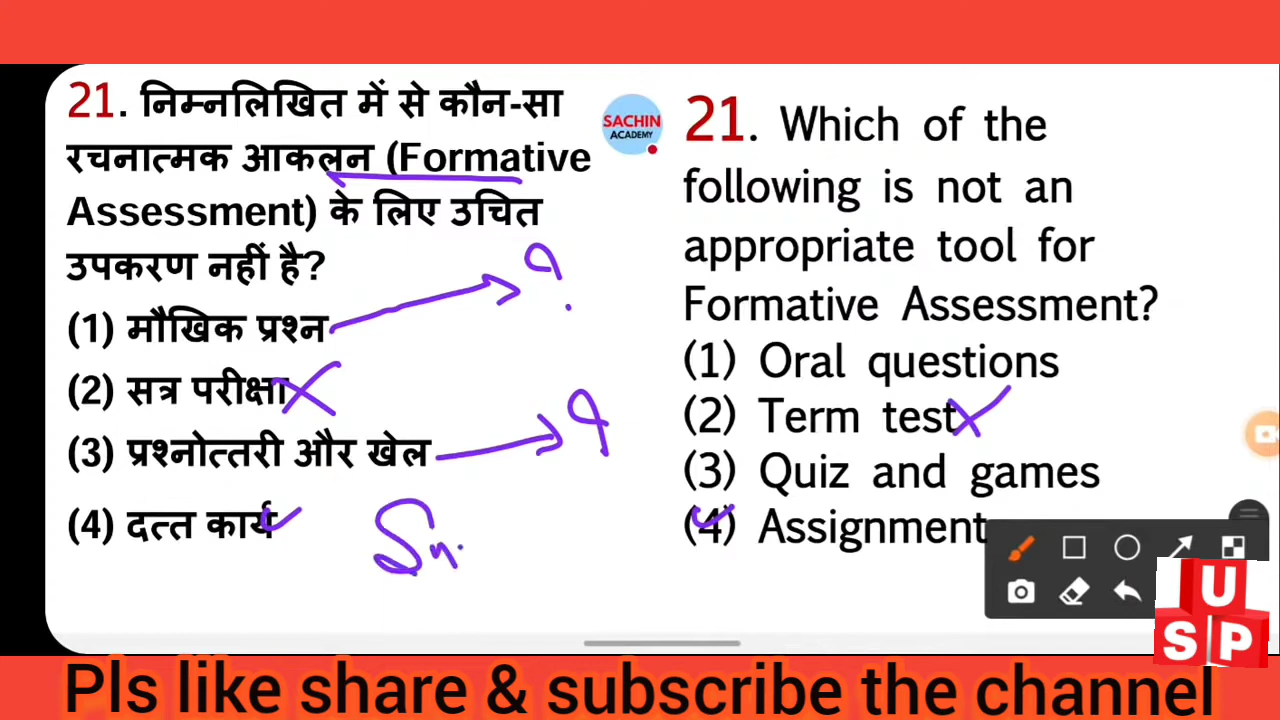 21. निम्नलिखित में से कौन-सा
रचनात्मक आकलन (Formative
Assessment) के लिए उचित
उपकरण नहीं है?
(1) मौखिक प्रश्न
(2) सत्र परीक्षा
(3) प्रश्नोत्तरी और खेल
(4) दत्त कार्य
SACHIN
ACADEMY
21. Which of the
following is not an
appropriate tool for
Formative Assessment?
(1) Oral questions
(2) Term test
(3) Quiz and games
(4) Assignment
U
S P
Pls like share & subscribe the channel